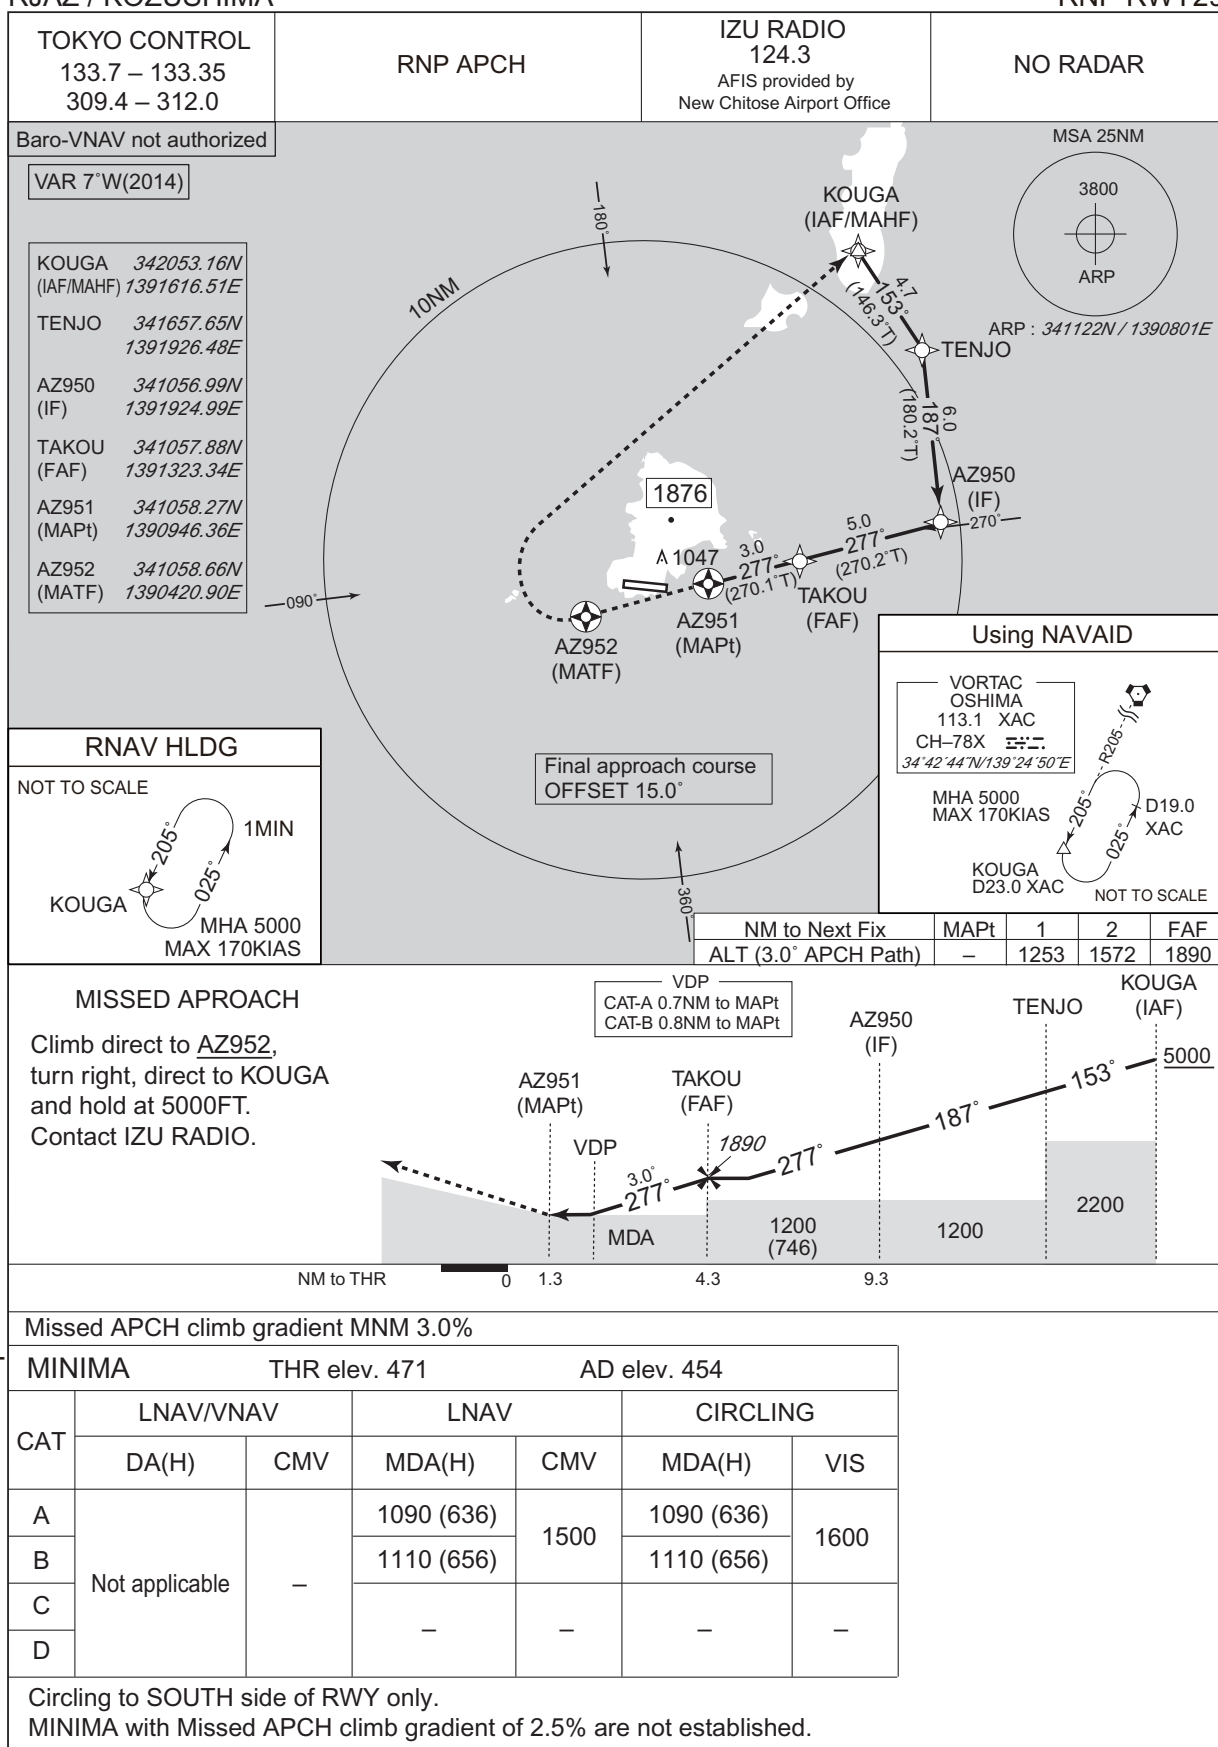 RJAZ / KOZUSHIMA
TOKYO CONTROL
133.7 – 133.35
309.4 – 312.0
RNP APCH
IZU RADIO
124.3
AFIS provided by
New Chitose Airport Office
NO RADAR
Baro-VNAV not authorized
VAR 7˚W(2014)
KOUGA 342053.16N
(IAF/MAHF) 1391616.51E
TENJO 341657.65N
1391926.48E
AZ950 341056.99N
(IF) 1391924.99E
TAKOU 341057.88N
(FAF) 1391323.34E
AZ951 341058.27N
(MAPt) 1390946.36E
AZ952 341058.66N
(MATF) 1390420.90E
MSA 25NM
3800
ARP
ARP : 341122N / 1390801E
180˚
10NM
KOUGA
(IAF/MAHF)
4.7
153˚
(146.3˚T)
TENJO
6.0
187˚
(180.2˚T)
AZ950
(IF)
270˚
5.0
277˚
(270.2˚T)
1876
1047
3.0
277˚
(270.1˚T)
TAKOU
(FAF)
AZ951
(MAPt)
AZ952
(MATF)
090˚
360˚
Final approach course
OFFSET 15.0˚
RNAV HLDG
NOT TO SCALE
205˚
025˚
1MIN
KOUGA
MHA 5000
MAX 170KIAS
Using NAVAID
VORTAC
OSHIMA
113.1 XAC
CH–78X
34˚42´44˝N/139˚24´50˝E
R205
MHA 5000
MAX 170KIAS
205˚
025˚
D19.0
XAC
KOUGA
D23.0 XAC
NOT TO SCALE
NM to Next Fix MAPt 1 2 FAF
ALT (3.0˚ APCH Path) – 1253 1572 1890
MISSED APROACH
Climb direct to AZ952,
turn right, direct to KOUGA
and hold at 5000FT.
Contact IZU RADIO.
VDP
CAT-A 0.7NM to MAPt
CAT-B 0.8NM to MAPt
AZ951
(MAPt)
VDP
TAKOU
(FAF)
1890
AZ950
(IF)
TENJO
KOUGA
(IAF)
5000
153˚
187˚
277˚
3.0˚
277˚
MDA
1200
(746)
1200
2200
NM to THR 0 1.3 4.3 9.3
Missed APCH climb gradient MNM 3.0%
MINIMA THR elev. 471 AD elev. 454
CAT LNAV/VNAV LNAV CIRCLING
DA(H) CMV MDA(H) CMV MDA(H) VIS
A Not applicable – 1090 (636) 1500 1090 (636) 1600
B 1110 (656) 1110 (656)
C – – – –
D
Circling to SOUTH side of RWY only.
MINIMA with Missed APCH climb gradient of 2.5% are not established.